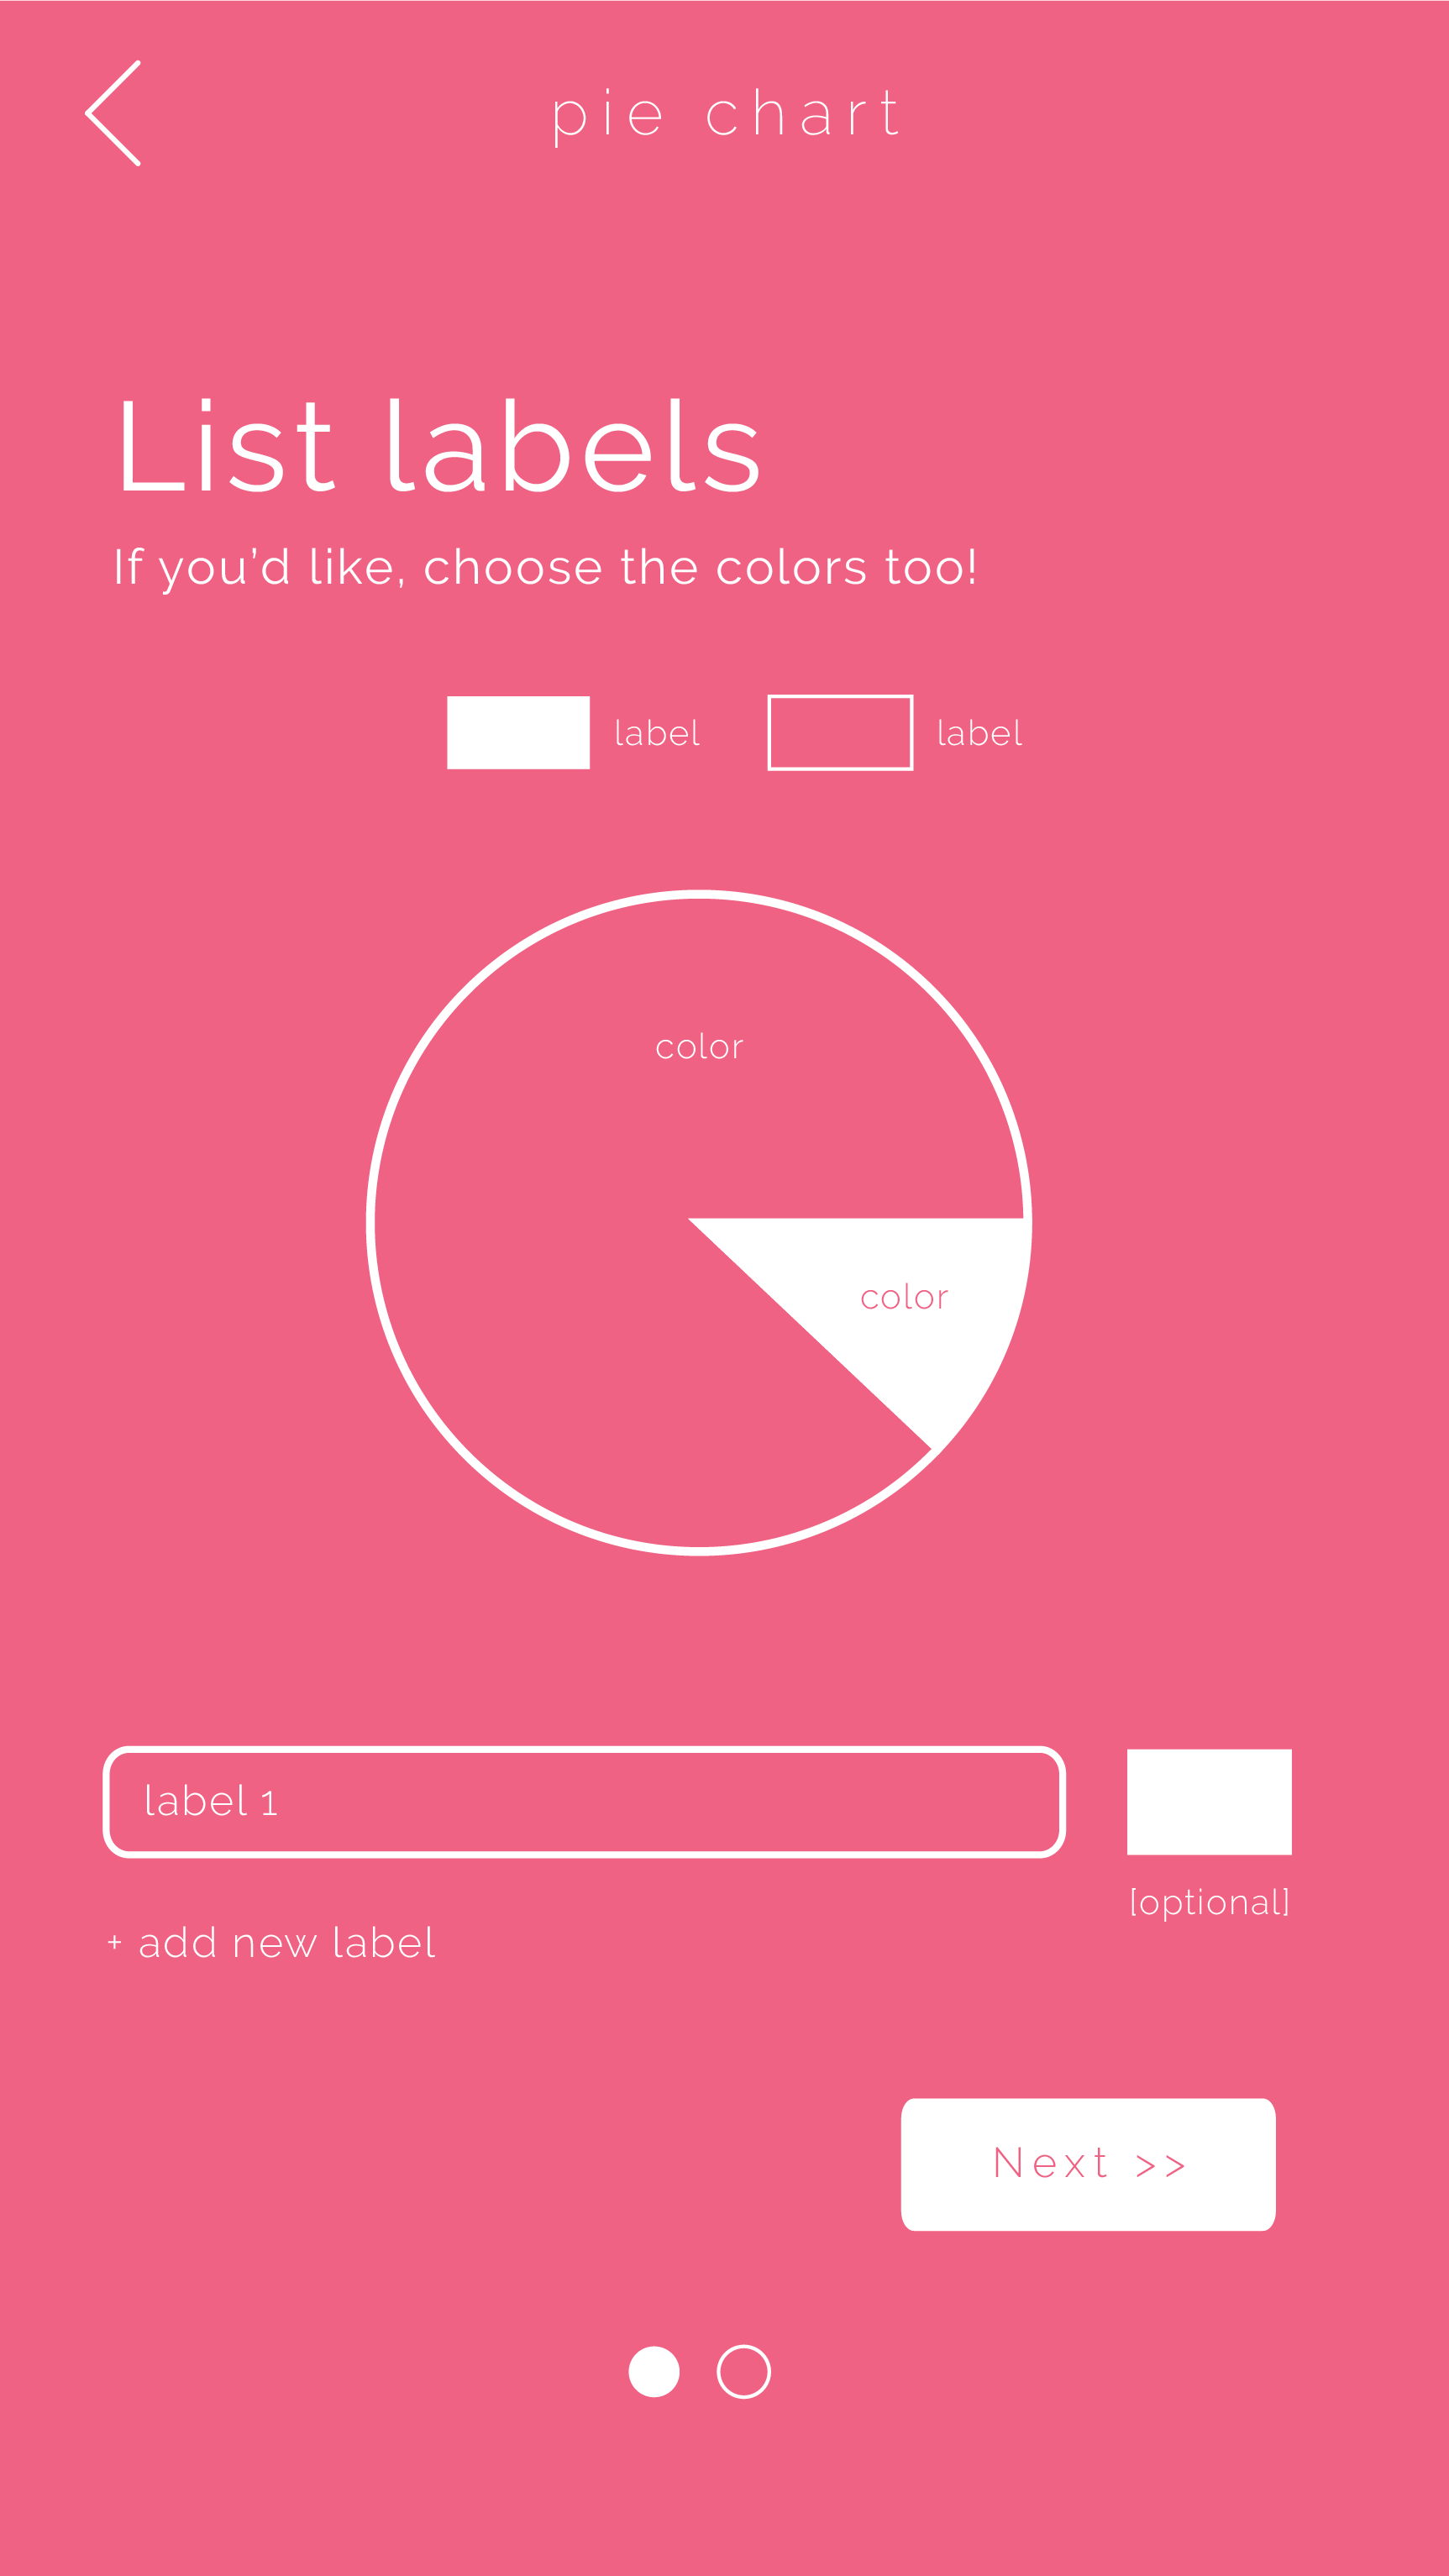 pie chart
List labels
If you’d like, choose the colors too!
label label
color
color
label 1
[optional]
+ add new label
Next >>